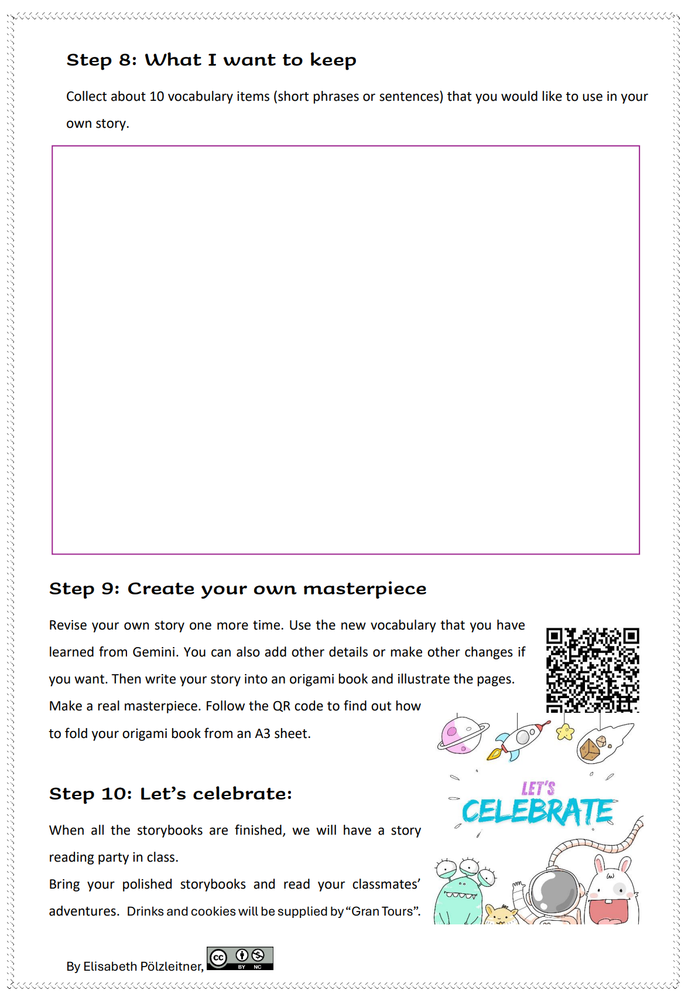 Step 8: What I want to keep
Collect about 10 vocabulary items (short phrases or sentences) that you would like to use in your
own story.
Step 9: Create your own masterpiece
Revise your own story one more time. Use the new vocabulary that you have
learned from Gemini. You can also add other details or make other changes if
you want. Then write your story into an origami book and illustrate the pages.
Make a real masterpiece. Follow the QR code to find out how
to fold your origami book from an A3 sheet.
LET'S
CELEBRATE
Step 10: Let’s celebrate:
When all the storybooks are finished, we will have a story
reading party in class.
Bring your polished storybooks and read your classmates’
adventures. Drinks and cookies will be supplied by “Gran Tours”.
By Elisabeth Pölzleitner,
cc BY NC